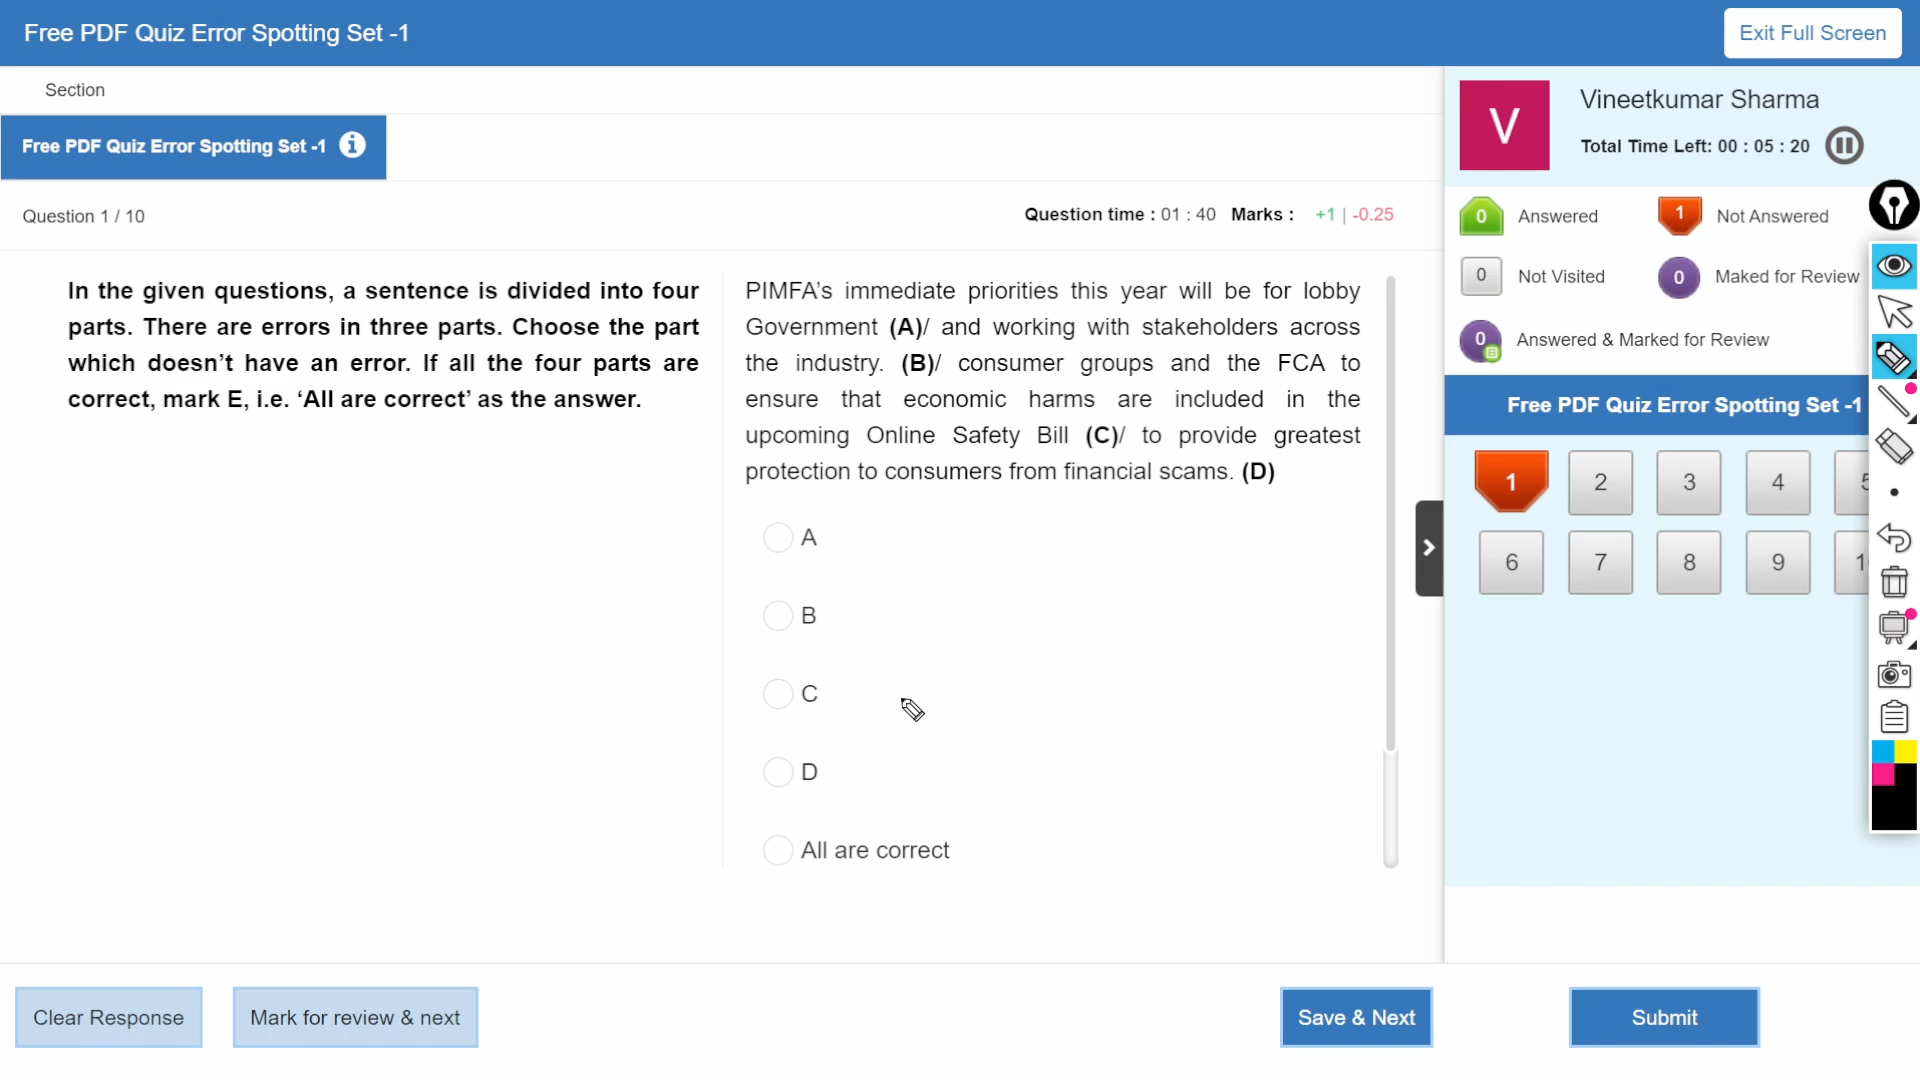 Free PDF Quiz Error Spotting Set -1
Exit Full Screen
Section
Free PDF Quiz Error Spotting Set -1
Question 1 / 10
Question time : 01 : 40 Marks : +1 | -0.25
In the given questions, a sentence is divided into four
parts. There are errors in three parts. Choose the part
which doesn’t have an error. If all the four parts are
correct, mark E, i.e. ‘All are correct’ as the answer.
PIMFA’s immediate priorities this year will be for lobby
Government (A)/ and working with stakeholders across
the industry. (B)/ consumer groups and the FCA to
ensure that economic harms are included in the
upcoming Online Safety Bill (C)/ to provide greatest
protection to consumers from financial scams. (D)
A
B
C
D
All are correct
V
Vineetkumar Sharma
Total Time Left: 00 : 05 : 20
0 Answered
1 Not Answered
0 Not Visited
0 Maked for Review
0 Answered & Marked for Review
Free PDF Quiz Error Spotting Set -1
1 2 3 4 5
6 7 8 9
Clear Response
Mark for review & next
Save & Next
Submit